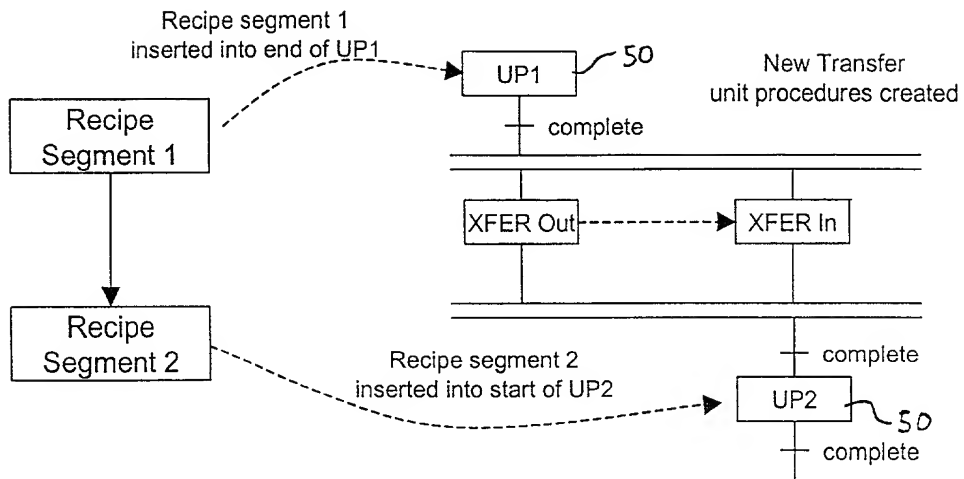 Recipe segment 1
inserted into end of UP1
UP1
50
New Transfer
unit procedures created
Recipe
Segment 1
complete
XFER Out
XFER In
Recipe
Segment 2
Recipe segment 2
inserted into start of UP2
complete
UP2
50
complete